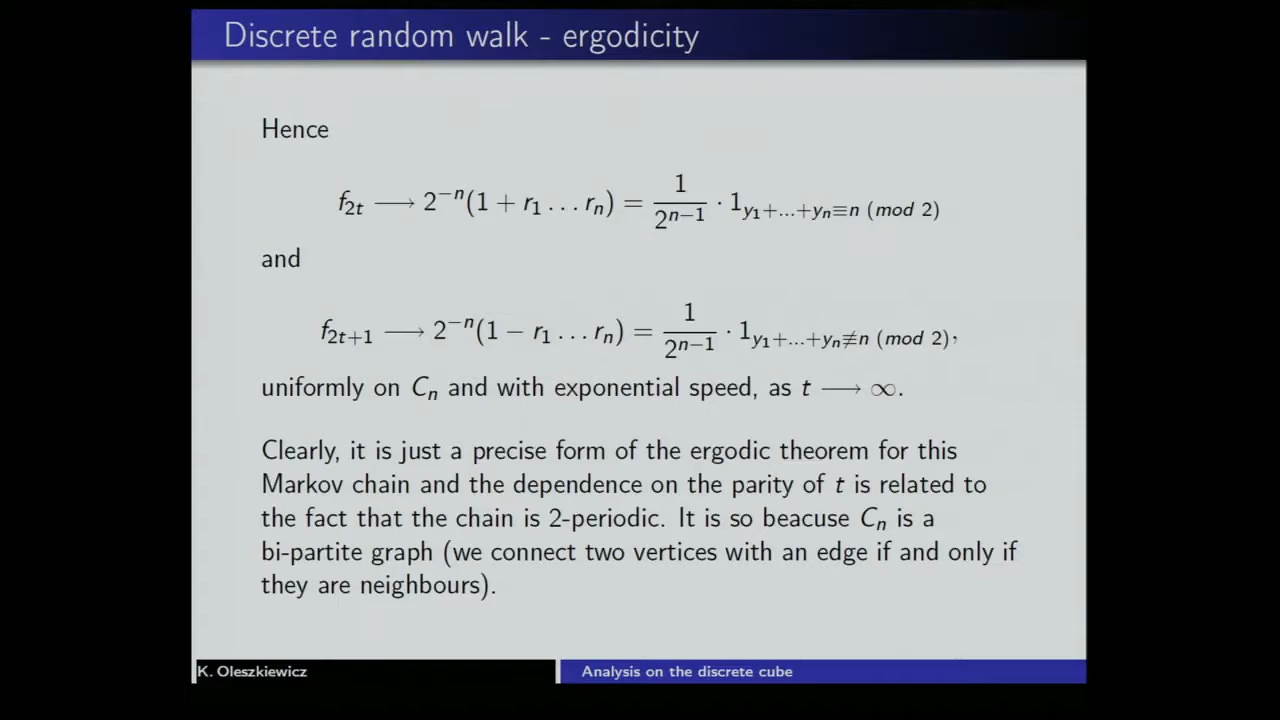 Discrete random walk - ergodicity
Hence
f_{2t} ⟶ 2^{-n}(1 + r_1 … r_n) = \frac{1}{2^{n-1}} · 1_{y_1+...+y_n≡n (mod 2)}
and
f_{2t+1} ⟶ 2^{-n}(1 − r_1 … r_n) = \frac{1}{2^{n-1}} · 1_{y_1+...+y_n≢n (mod 2)},
uniformly on C_n and with exponential speed, as t ⟶ ∞.
Clearly, it is just a precise form of the ergodic theorem for this
Markov chain and the dependence on the parity of t is related to
the fact that the chain is 2-periodic. It is so beacuse C_n is a
bi-partite graph (we connect two vertices with an edge if and only if
they are neighbours).
K. Oleszkiewicz
Analysis on the discrete cube